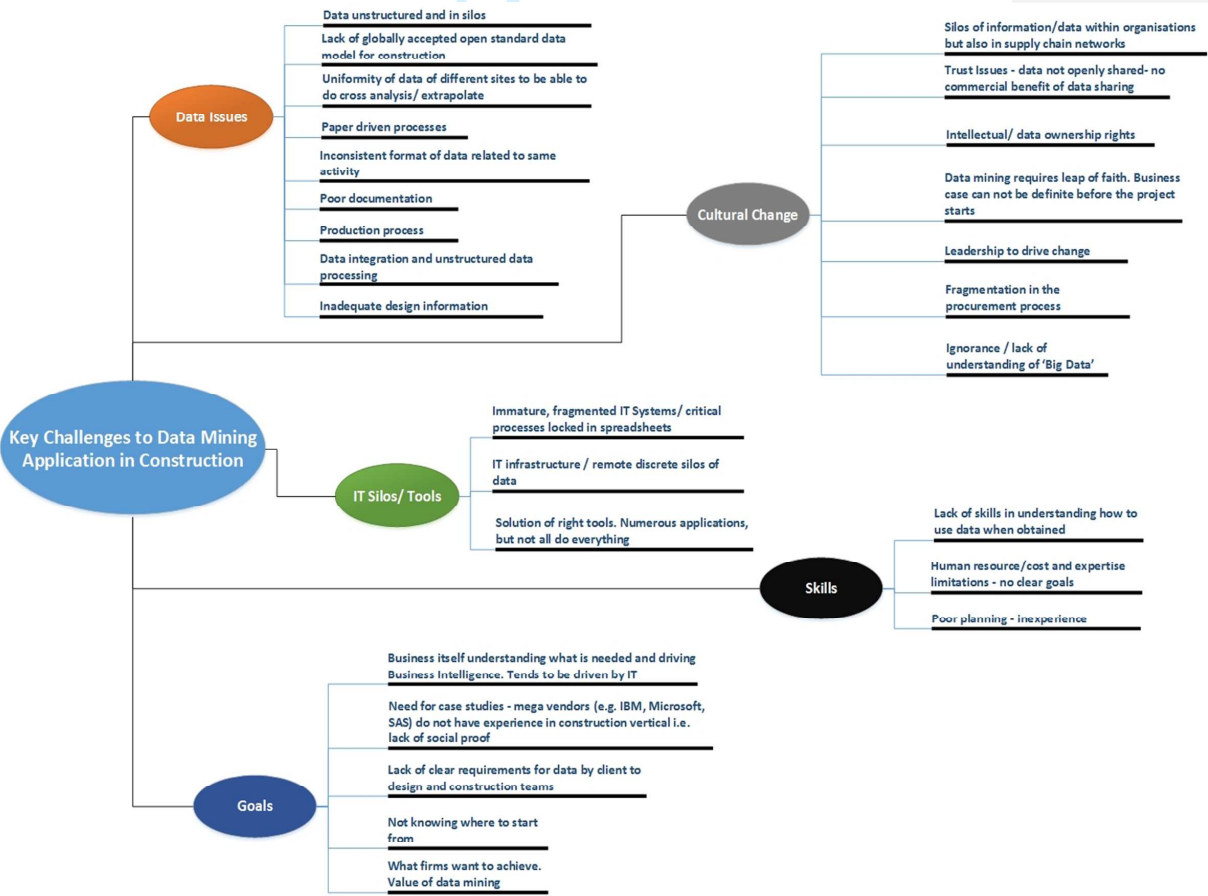 Key Challenges to Data Mining
Application in Construction
Data Issues
Data unstructured and in silos
Lack of globally accepted open standard data
model for construction
Uniformity of data of different sites to be able to
do cross analysis/ extrapolate
Paper driven processes
Inconsistent format of data related to same
activity
Poor documentation
Production process
Data integration and unstructured data
processing
Inadequate design information
Cultural Change
Silos of information/data within organisations
but also in supply chain networks
Trust Issues - data not openly shared- no
commercial benefit of data sharing
Intellectual/ data ownership rights
Data mining requires leap of faith. Business
case can not be definite before the project
starts
Leadership to drive change
Fragmentation in the
procurement process
Ignorance / lack of
understanding of ‘Big Data’
IT Silos/ Tools
Immature, fragmented IT Systems/ critical
processes locked in spreadsheets
IT infrastructure / remote discrete silos of
data
Solution of right tools. Numerous applications,
but not all do everything
Skills
Lack of skills in understanding how to
use data when obtained
Human resource/cost and expertise
limitations - no clear goals
Poor planning - inexperience
Goals
Business itself understanding what is needed and driving
Business Intelligence. Tends to be driven by IT
Need for case studies - mega vendors (e.g. IBM, Microsoft,
SAS) do not have experience in construction vertical i.e.
lack of social proof
Lack of clear requirements for data by client to
design and construction teams
Not knowing where to start
from
What firms want to achieve.
Value of data mining